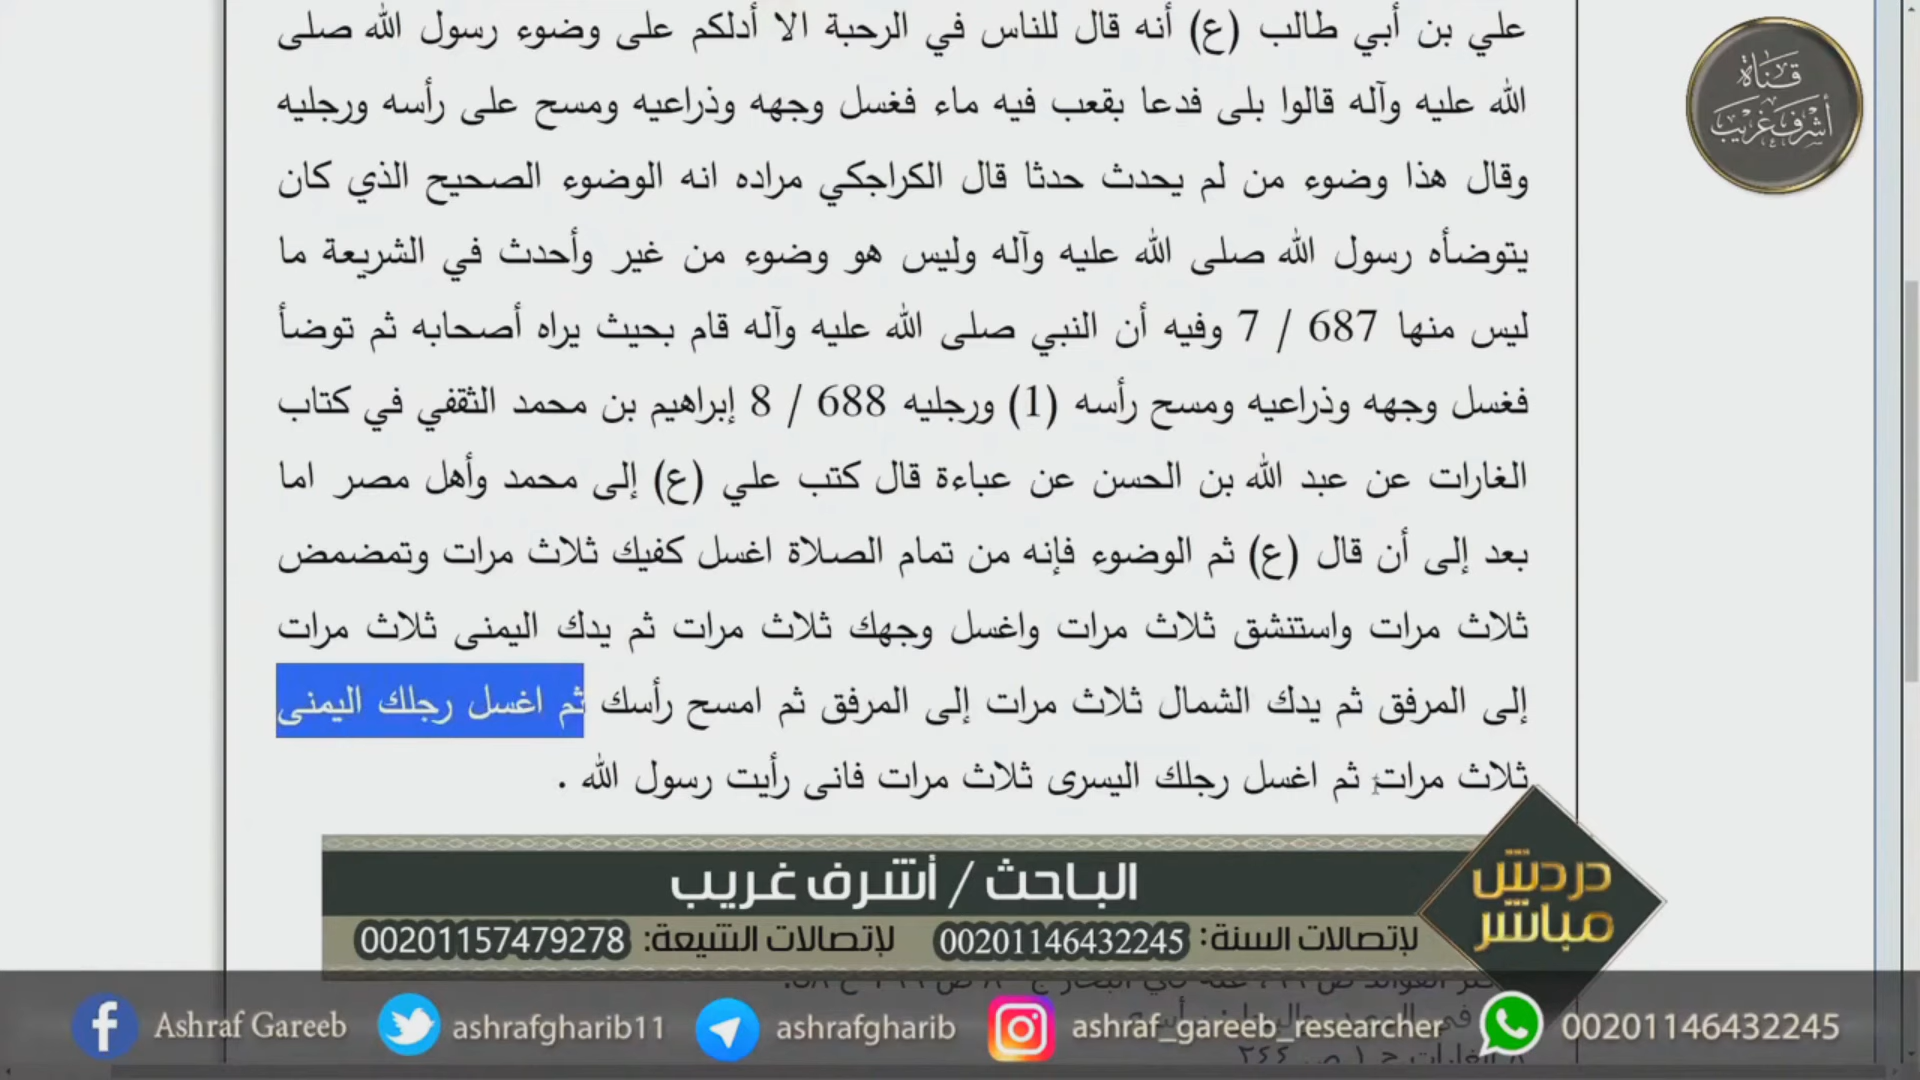 علي بن أبي طالب (ع) أنه قال للناس في الرحبة الا أدلكم على وضوء رسول الله صلى
الله عليه وآله قالوا بلى فدعا بقعب فيه ماء فغسل وجهه وذراعيه ومسح على رأسه ورجليه
وقال هذا وضوء من لم يحدث حدثا قال الكراجكي مراده انه الوضوء الصحيح الذي كان
يتوضأه رسول الله صلى الله عليه وآله وليس هو وضوء من غير وأحدث في الشريعة ما
ليس منها 687 / 7 وفيه أن النبي صلى الله عليه وآله قام بحيث يراه أصحابه ثم توضأ
فغسل وجهه وذراعيه ومسح رأسه (1) ورجليه 688 / 8 إبراهيم بن محمد الثقفي في كتاب
الغارات عن عبد الله بن الحسن عن عباءة قال كتب علي (ع) إلى محمد وأهل مصر اما
بعد إلى أن قال (ع) ثم الوضوء فإنه من تمام الصلاة اغسل كفيك ثلاث مرات وتمضمض
ثلاث مرات واستنشق ثلاث مرات واغسل وجهك ثلاث مرات ثم يدك اليمنى ثلاث مرات
إلى المرفق ثم يدك الشمال ثلاث مرات إلى المرفق ثم امسح رأسك ثم اغسل رجلك اليمنى
ثلاث مرات ثم اغسل رجلك اليسرى ثلاث مرات فانى رأيت رسول الله .
قناة
أشرف غريب
دردش
مباشر
الباحث / أشرف غريب
لإتصالات السنة: 00201146432245 لإتصالات الشيعة: 00201157479278
Ashraf Gareeb ashrafgharib11 ashrafgharib ashraf_gareeb_researcher 00201146432245